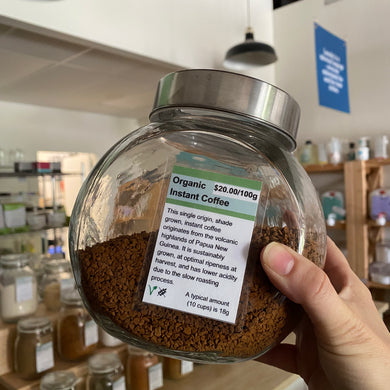 Organic $20.00/100g
Instant Coffee
This single origin, shade
grown, instant coffee
originates from the volcanic
highlands of Papua New
Guinea. It is sustainably
grown, at optimal ripeness at
harvest, and has lower acidity
due to the slow roasting
process.
A typical amount
(10 cups) is 18g